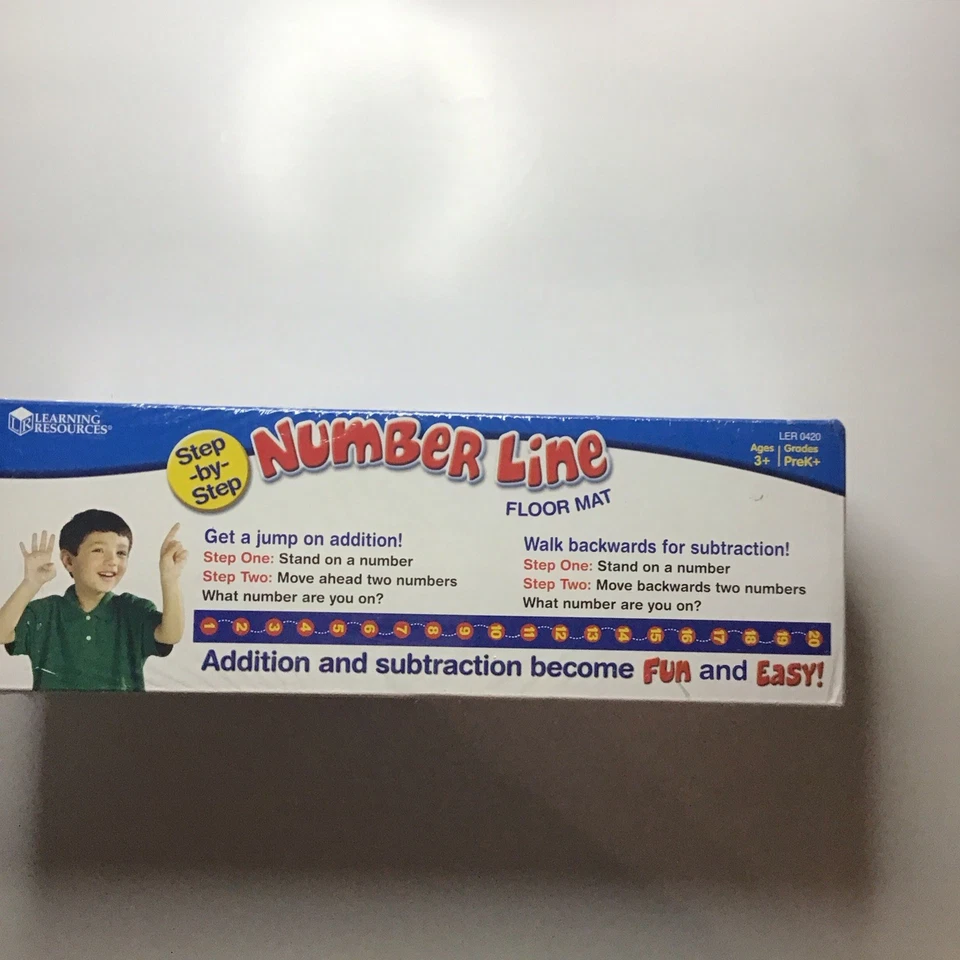 LEARNING
RESOURCES®
LER 0420
Ages 3+ | Grades PreK+
Step
-by-
Step
NUMBER LINE
FLOOR MAT
Get a jump on addition!
Step One: Stand on a number
Step Two: Move ahead two numbers
What number are you on?
Walk backwards for subtraction!
Step One: Stand on a number
Step Two: Move backwards two numbers
What number are you on?
1 2 3 4 5 6 7 8 9 10 11 12 13 14 15 16 17 18 19 20
Addition and subtraction become FUN and EASY!